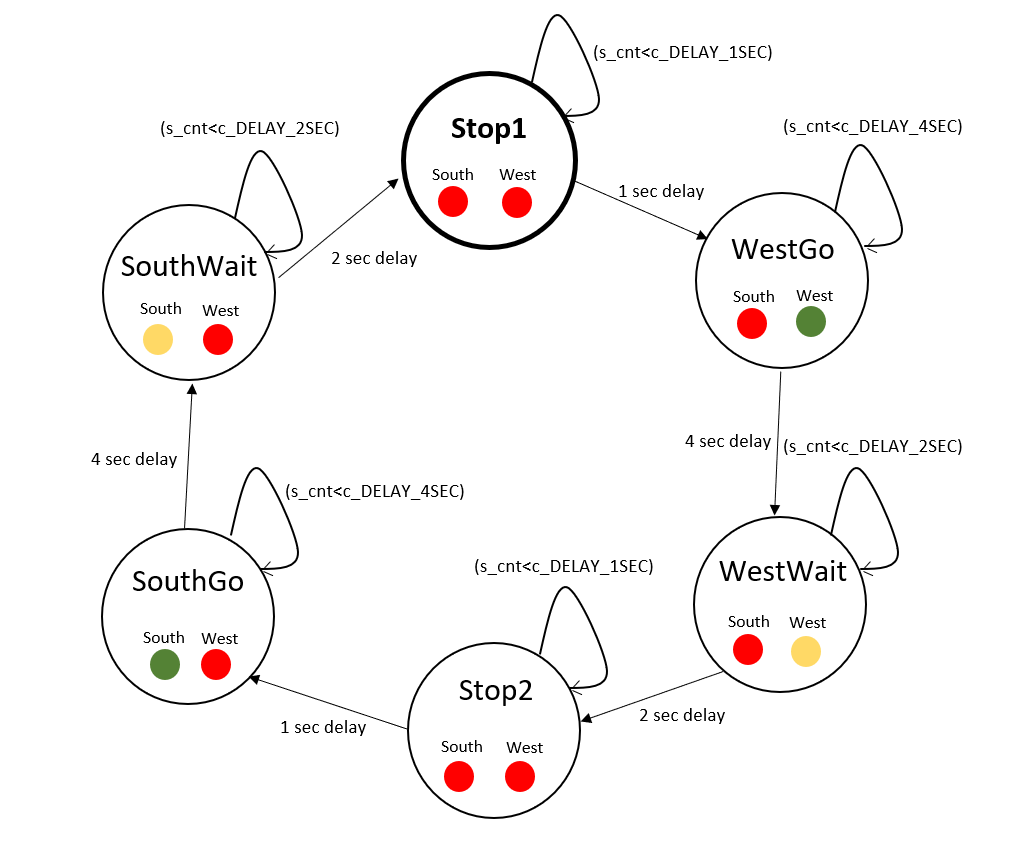 (s_cnt<c_DELAY_1SEC)
Stop1
South West
1 sec delay
(s_cnt<c_DELAY_4SEC)
WestGo
South West
4 sec delay
(s_cnt<c_DELAY_2SEC)
WestWait
South West
2 sec delay
(s_cnt<c_DELAY_1SEC)
Stop2
South West
1 sec delay
(s_cnt<c_DELAY_4SEC)
SouthGo
South West
4 sec delay
(s_cnt<c_DELAY_2SEC)
SouthWait
South West
2 sec delay